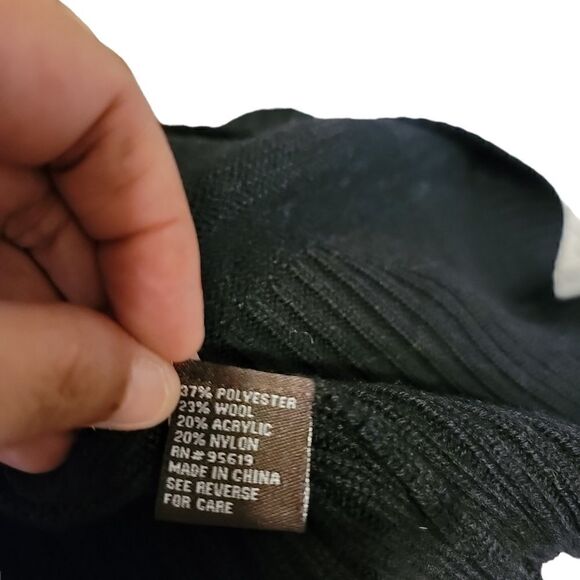 37% POLYESTER
23% WOOL
20% ACRYLIC
20% NYLON
RN# 95619
MADE IN CHINA
SEE REVERSE
FOR CARE